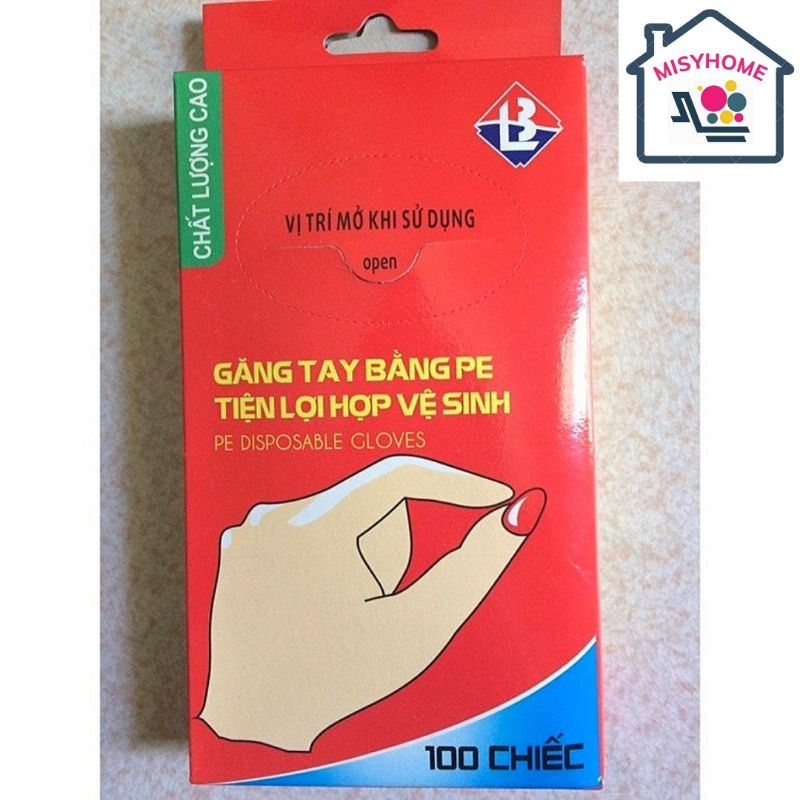 MISYHOME
CHẤT LƯỢNG CAO
LB
VỊ TRÍ MỞ KHI SỬ DỤNG
open
GĂNG TAY BẰNG PE
TIỆN LỢI HỢP VỆ SINH
PE DISPOSABLE GLOVES
100 CHIẾC